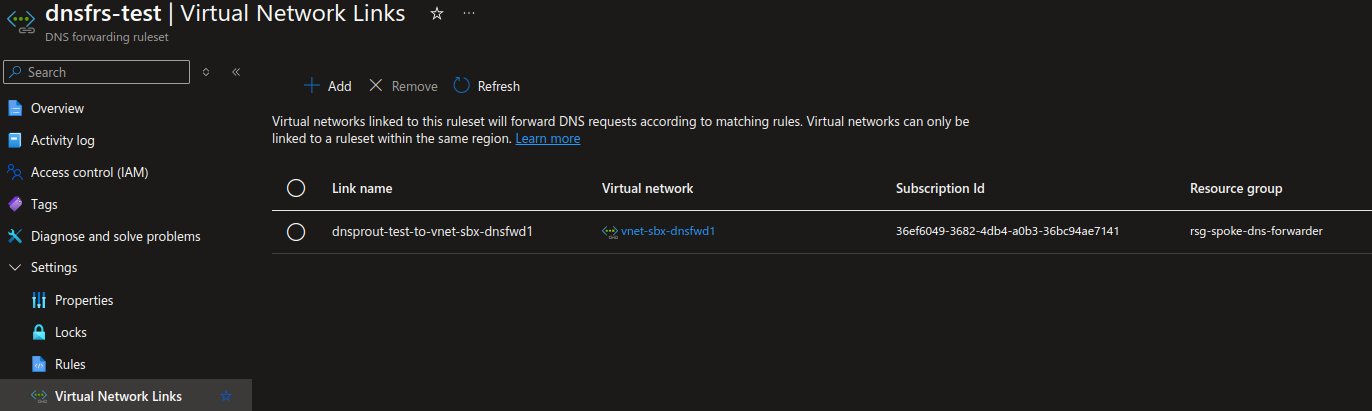 dnsfrs-test | Virtual Network Links
DNS forwarding ruleset
Search
Overview
Activity log
Access control (IAM)
Tags
Diagnose and solve problems
Settings
Properties
Locks
Rules
Virtual Network Links
Add Remove Refresh
Virtual networks linked to this ruleset will forward DNS requests according to matching rules. Virtual networks can only be
linked to a ruleset within the same region. Learn more
Link name Virtual network Subscription Id Resource group
dnsprout-test-to-vnet-sbx-dnsfwd1 vnet-sbx-dnsfwd1 36ef6049-3682-4db4-a0b3-36bc94ae7141 rsg-spoke-dns-forwarder